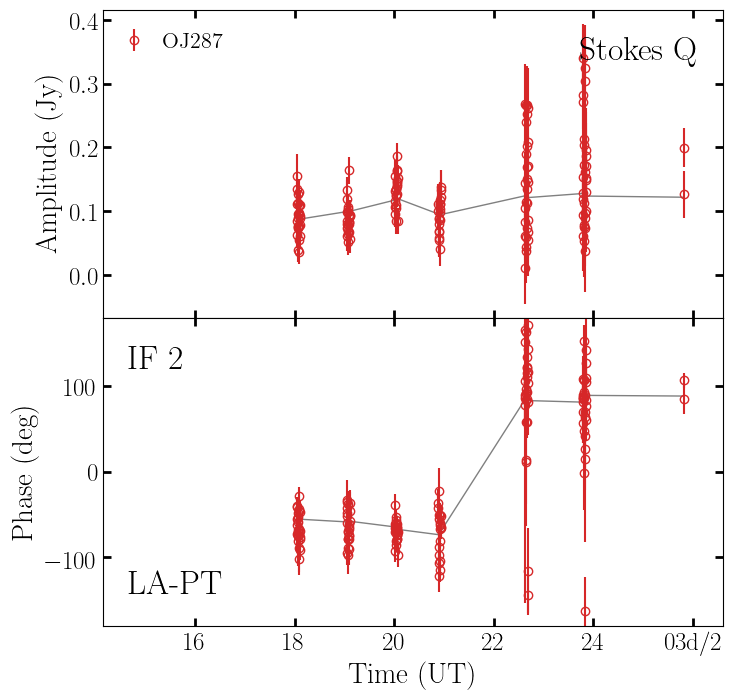 0.4
OJ287
Stokes Q
0.3
0.2
0.1
0.0
Amplitude (Jy)
IF 2
100
0
−100
Phase (deg)
LA-PT
16 18 20 22 24 03d/2
Time (UT)